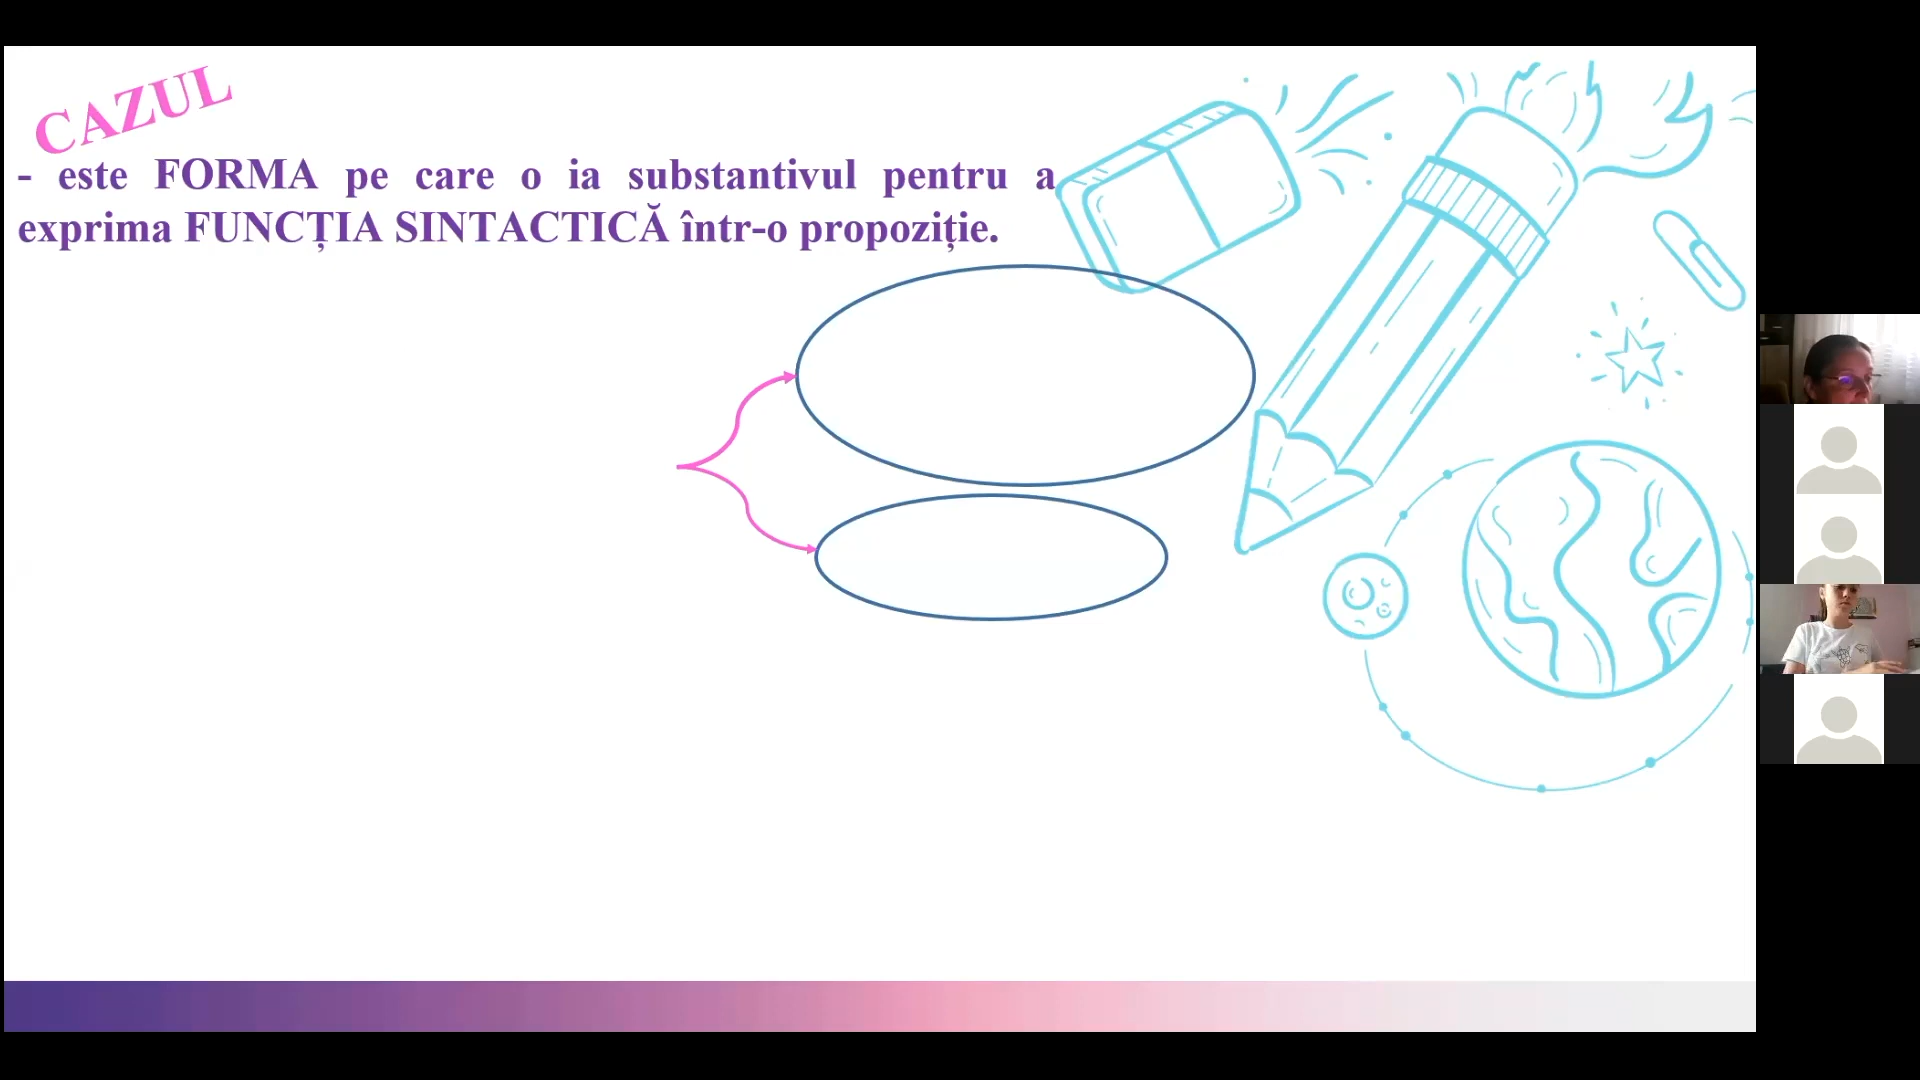 CAZUL
- este FORMA pe care o ia substantivul pentru a
exprima FUNCȚIA SINTACTICĂ într-o propoziție.